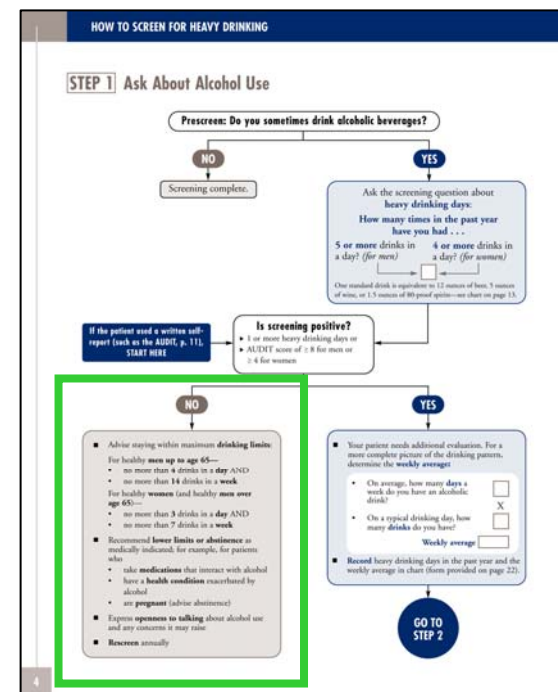 HOW TO SCREEN FOR HEAVY DRINKING
STEP 1 Ask About Alcohol Use
Prescreen: Do you sometimes drink alcoholic beverages?
NO
YES
Screening complete.
Ask the screening question about
heavy drinking days:
How many times in the past year
have you had . . .
5 or more drinks in
a day? (for men)
4 or more drinks in
a day? (for women)
One standard drink is equivalent to 12 ounces of beer, 5 ounces
of wine, or 1.5 ounces of 80-proof spirits—see chart on page 13.
If the patient used a written self-
report (such as the AUDIT, p. 11),
START HERE
Is screening positive?
▶ 1 or more heavy drinking days or
▶ AUDIT score of ≥ 8 for men or
≥ 4 for women
NO
YES
■ Advise staying within maximum drinking limits:
For healthy men up to age 65—
• no more than 4 drinks in a day AND
• no more than 14 drinks in a week
For healthy women (and healthy men over
age 65)—
• no more than 3 drinks in a day AND
• no more than 7 drinks in a week
■ Recommend lower limits or abstinence as
medically indicated; for example, for patients
who
• take medications that interact with alcohol
• have a health condition exacerbated by
alcohol
• are pregnant (advise abstinence)
■ Express openness to talking about alcohol use
and any concerns it may raise
■ Rescreen annually
■ Your patient needs additional evaluation. For a
more complete picture of the drinking pattern,
determine the weekly average:
• On average, how many days a
week do you have an alcoholic
drink?
X
• On a typical drinking day, how
many drinks do you have?
Weekly average
■ Record heavy drinking days in the past year and the
weekly average in chart (form provided on page 22).
GO TO
STEP 2
4